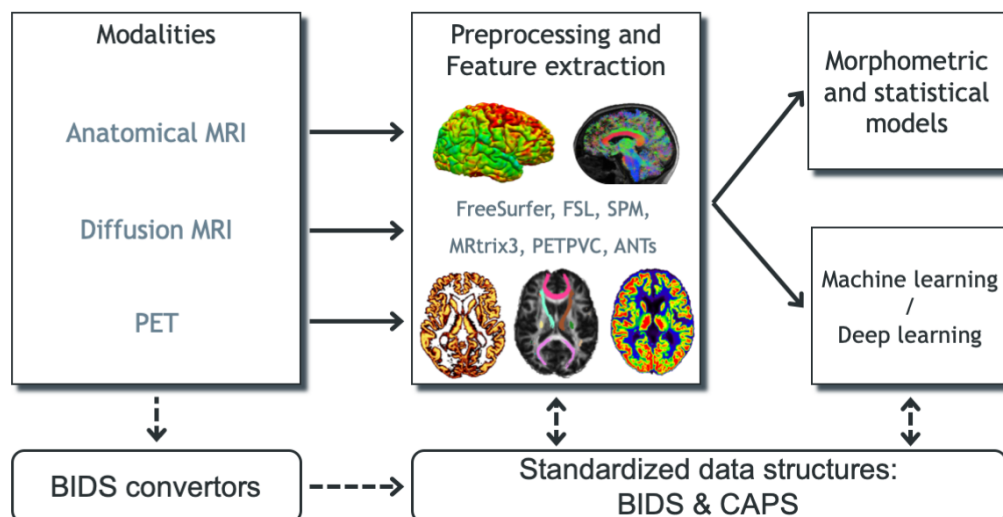 Modalities
Anatomical MRI
Diffusion MRI
PET
Preprocessing and
Feature extraction
FreeSurfer, FSL, SPM,
MRtrix3, PETPVC, ANTs
Morphometric
and statistical
models
Machine learning
/
Deep learning
BIDS convertors
Standardized data structures:
BIDS & CAPS